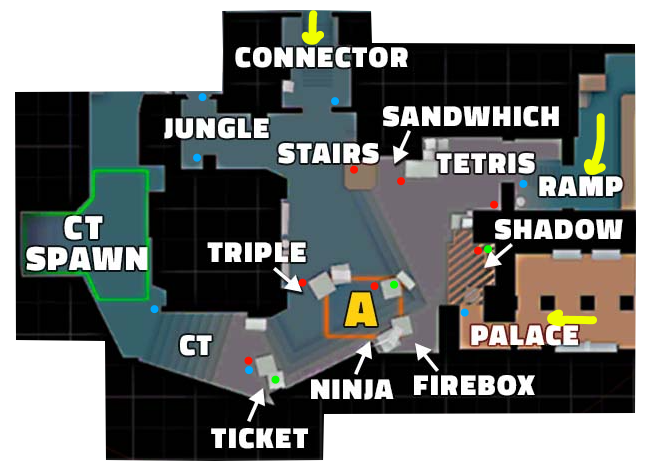 CONNECTOR
SANDWHICH
JUNGLE
STAIRS
TETRIS
RAMP
CT
SPAWN
SHADOW
TRIPLE
A
PALACE
CT
NINJA
FIREBOX
TICKET